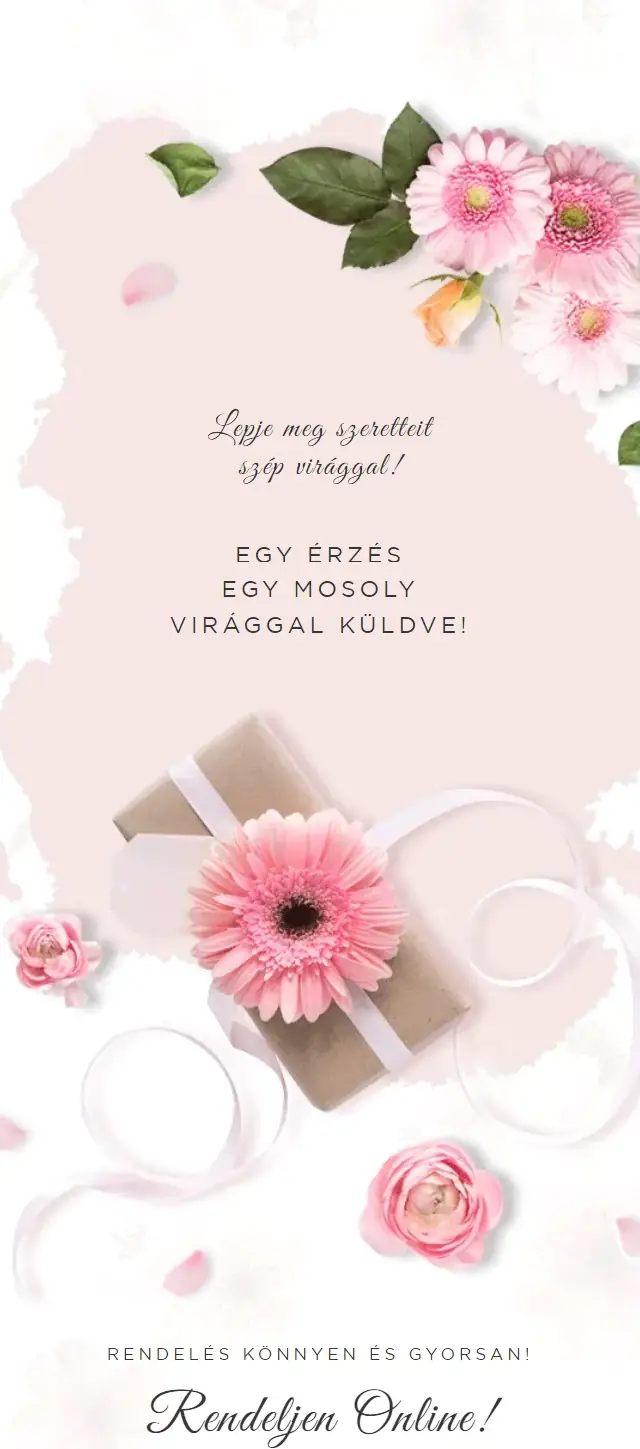 Lepje meg szeretteit
szép virággal!
EGY ÉRZÉS
EGY MOSOLY
VIRÁGGAL KÜLDVE!
RENDELÉS KÖNNYEN ÉS GYORSAN!
Rendeljen Online!